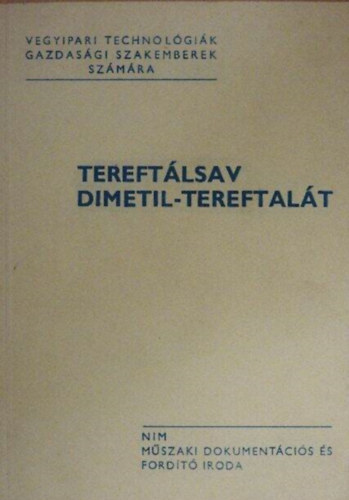 VEGYIPARI TECHNOLÓGIÁK
GAZDASÁGI SZAKEMBEREK
SZÁMÁRA
TEREFTÁLSAV
DIMETIL-TEREFTALÁT
NIM
MŰSZAKI DOKUMENTÁCIÓS ÉS
FORDÍTÓ IRODA